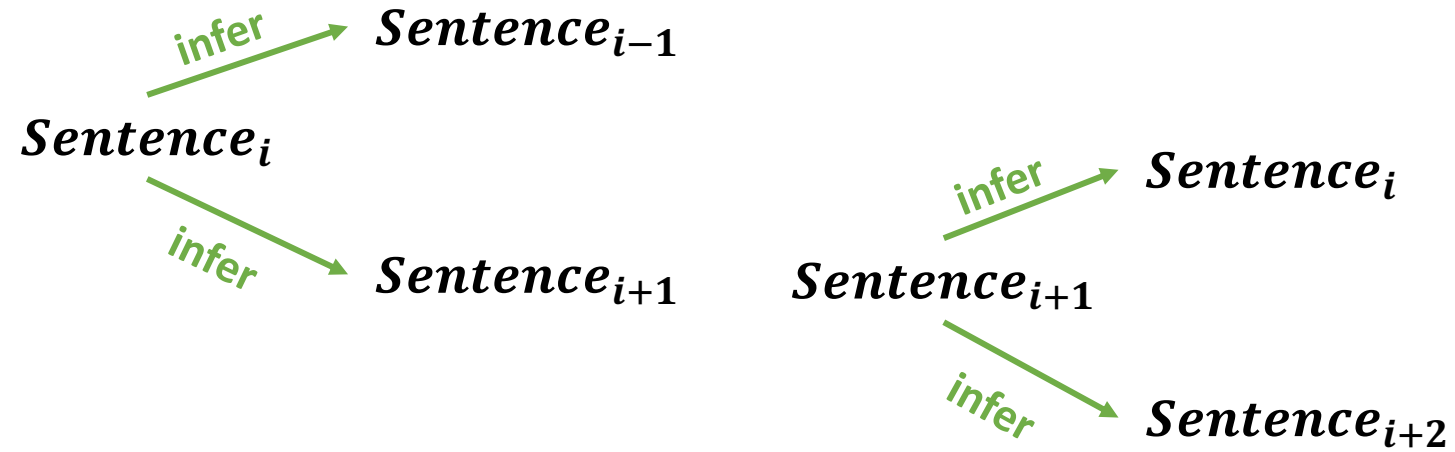 infer
Sentence_{i-1}
Sentence_i
infer
Sentence_{i+1}
infer
Sentence_i
Sentence_{i+1}
infer
Sentence_{i+2}